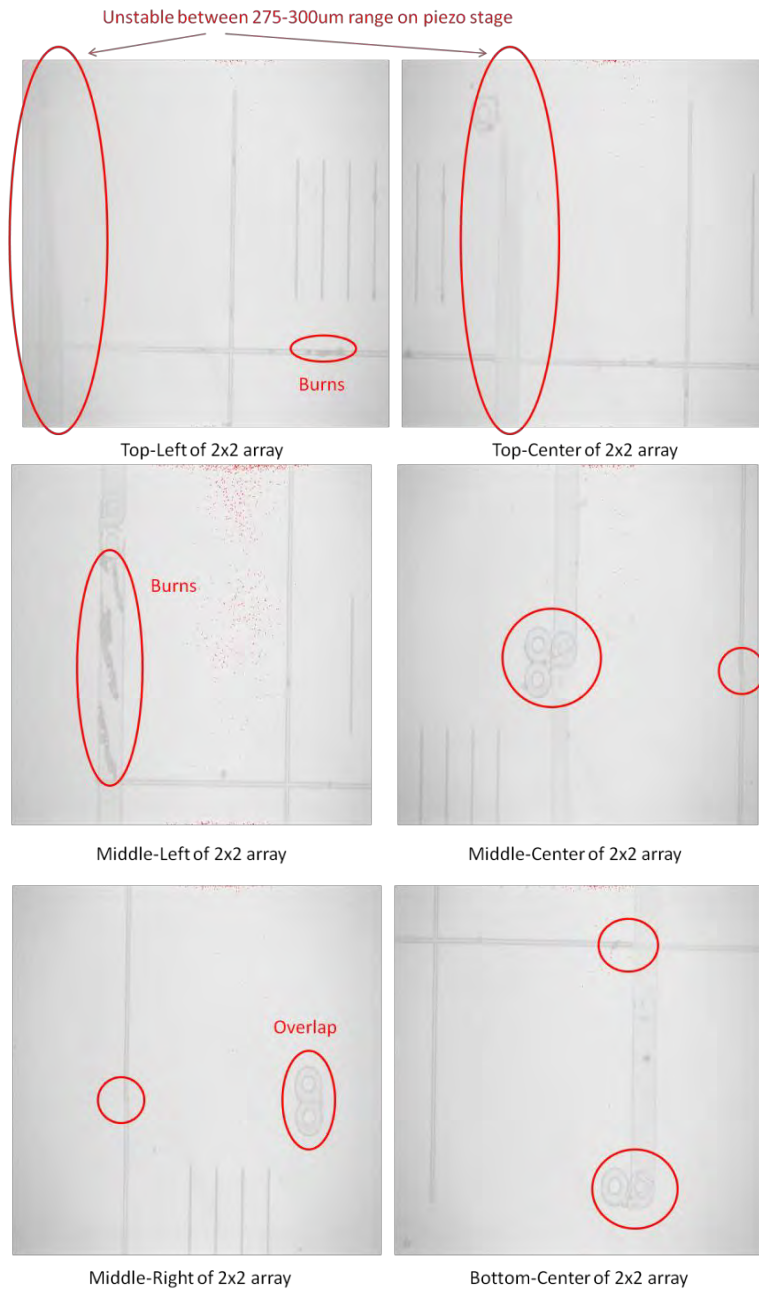 Unstable between 275-300um range on piezo stage
Burns
Top-Left of 2x2 array
Top-Center of 2x2 array
Burns
Middle-Left of 2x2 array
Middle-Center of 2x2 array
Overlap
Middle-Right of 2x2 array
Bottom-Center of 2x2 array